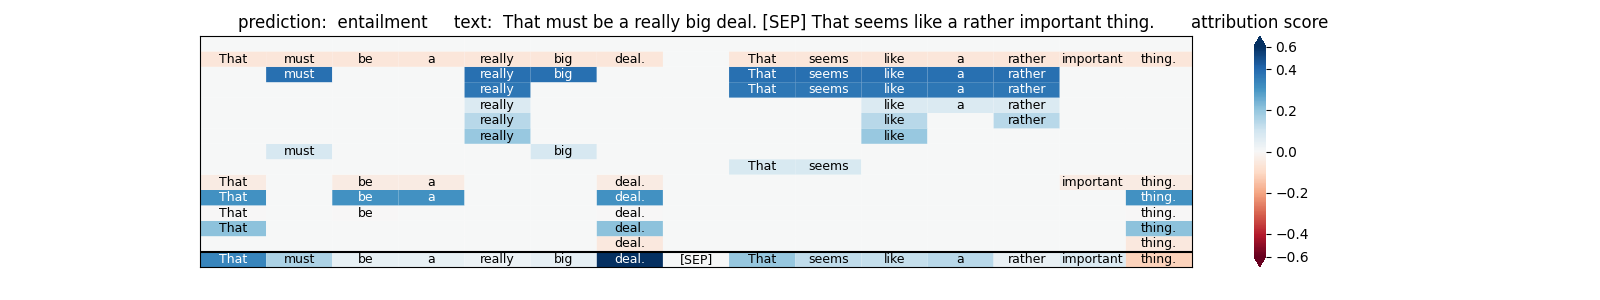 prediction: entailment text: That must be a really big deal. [SEP] That seems like a rather important thing. attribution score
That must be a really big deal. That seems like a rather important thing.
must really big That seems like a rather
really That seems like a rather
really like a rather
really like rather
really like
must big
That seems
That be a deal. important thing.
That be a deal. thing.
That be deal. thing.
That deal. thing.
deal. thing.
That must be a really big deal. [SEP] That seems like a rather important thing.
0.6
0.4
0.2
0.0
−0.2
−0.4
−0.6